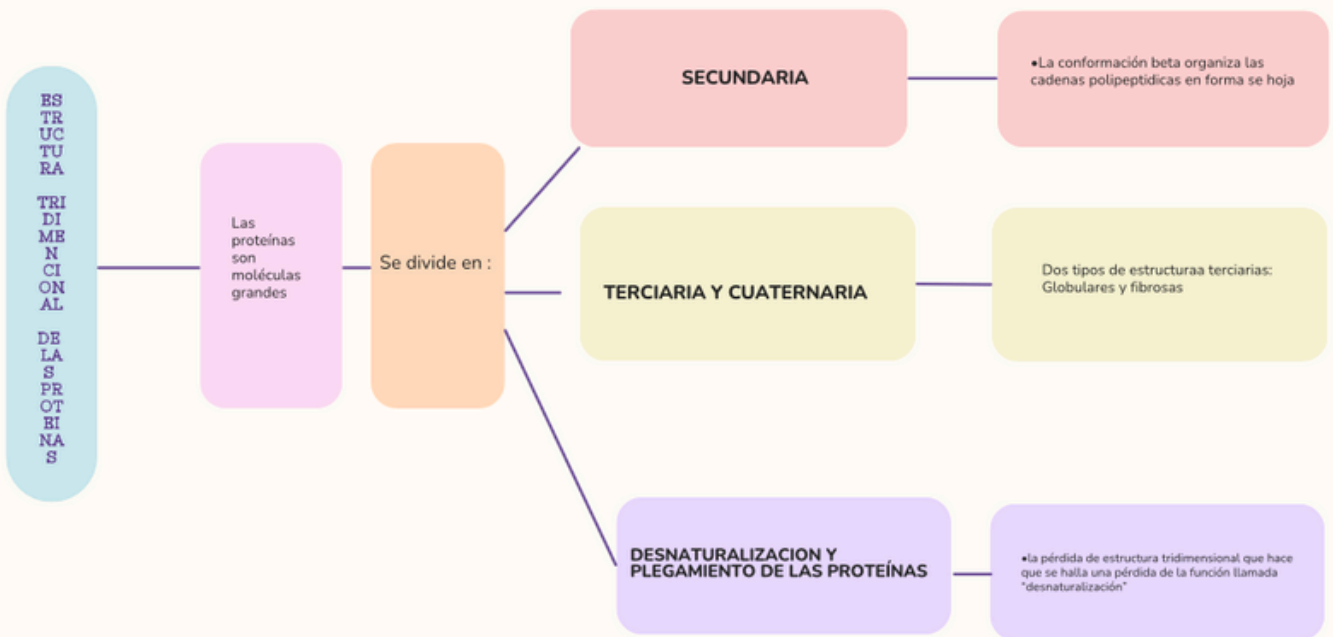 ES
TR
UC
TU
RA
TRI
DI
ME
N
CI
ON
AL
DE
LA
S
PR
OT
EI
NA
S
Las
proteínas
son
moléculas
grandes
Se divide en :
SECUNDARIA
•La conformación beta organiza las
cadenas polipeptidicas en forma se hoja
TERCIARIA Y CUATERNARIA
Dos tipos de estructuraa terciarias:
Globulares y fibrosas
DESNATURALIZACION Y
PLEGAMIENTO DE LAS PROTEÍNAS
•la pérdida de estructura tridimensional que hace
que se halla una pérdida de la función llamada
"desnaturalización"